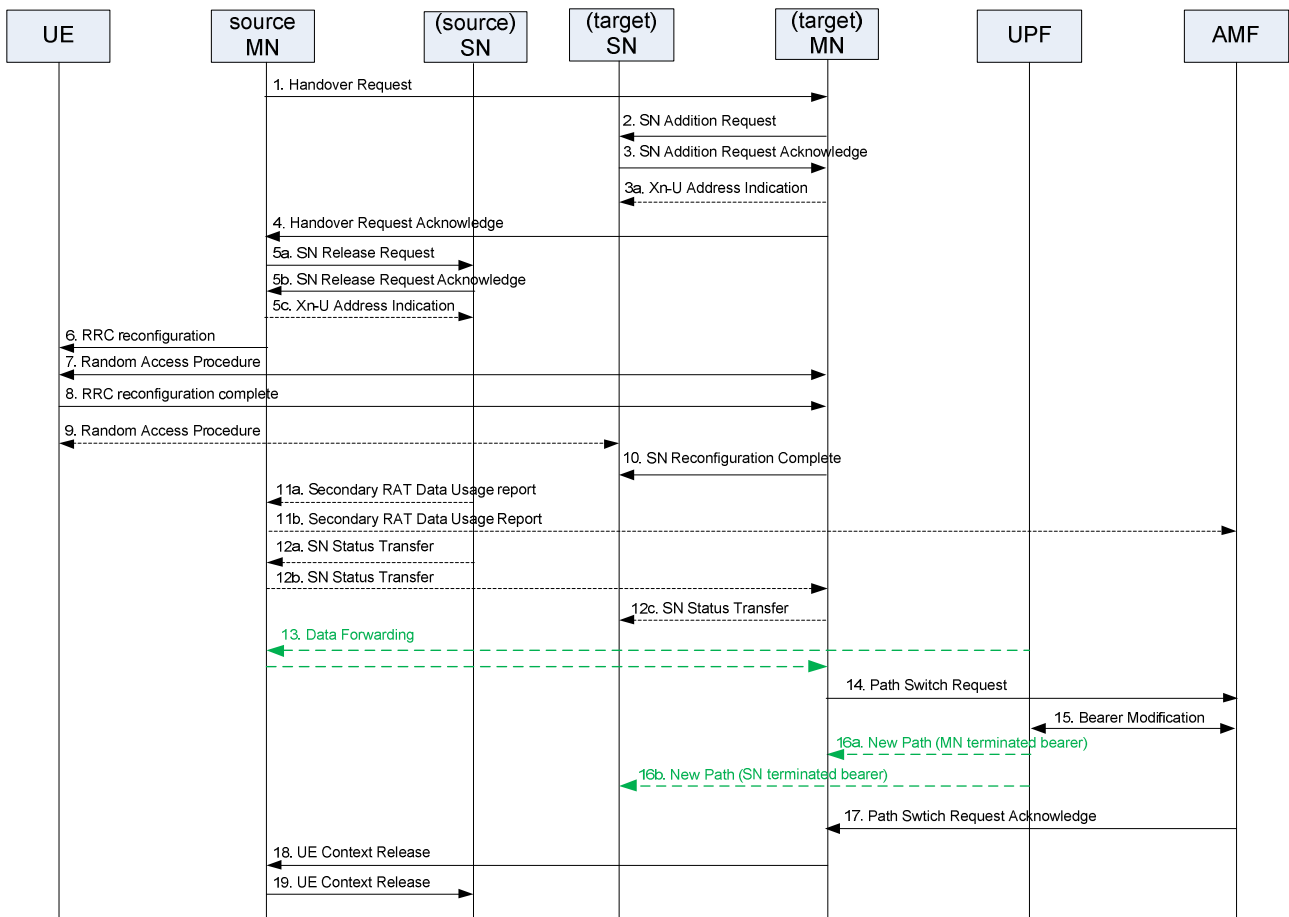 UE
source
MN
(source)
SN
(target)
SN
(target)
MN
UPF
AMF
1. Handover Request
2. SN Addition Request
3. SN Addition Request Acknowledge
3a. Xn-U Address Indication
4. Handover Request Acknowledge
5a. SN Release Request
5b. SN Release Request Acknowledge
5c. Xn-U Address Indication
6. RRC reconfiguration
7. Random Access Procedure
8. RRC reconfiguration complete
9. Random Access Procedure
10. SN Reconfiguration Complete
11a. Secondary RAT Data Usage report
11b. Secondary RAT Data Usage Report
12a. SN Status Transfer
12b. SN Status Transfer
12c. SN Status Transfer
13. Data Forwarding
14. Path Switch Request
15. Bearer Modification
16a. New Path (MN terminated bearer)
16b. New Path (SN terminated bearer)
17. Path Swtich Request Acknowledge
18. UE Context Release
19. UE Context Release